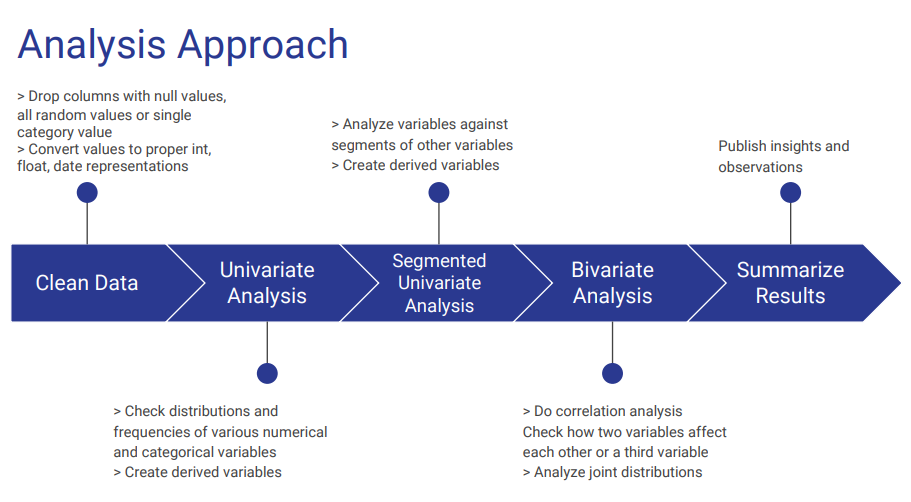 Analysis Approach
> Drop columns with null values,
all random values or single
category value
> Convert values to proper int,
float, date representations
> Analyze variables against
segments of other variables
> Create derived variables
Publish insights and
observations
Clean Data
Univariate
Analysis
Segmented
Univariate
Analysis
Bivariate
Analysis
Summarize
Results
> Check distributions and
frequencies of various numerical
and categorical variables
> Create derived variables
> Do correlation analysis
Check how two variables affect
each other or a third variable
> Analyze joint distributions